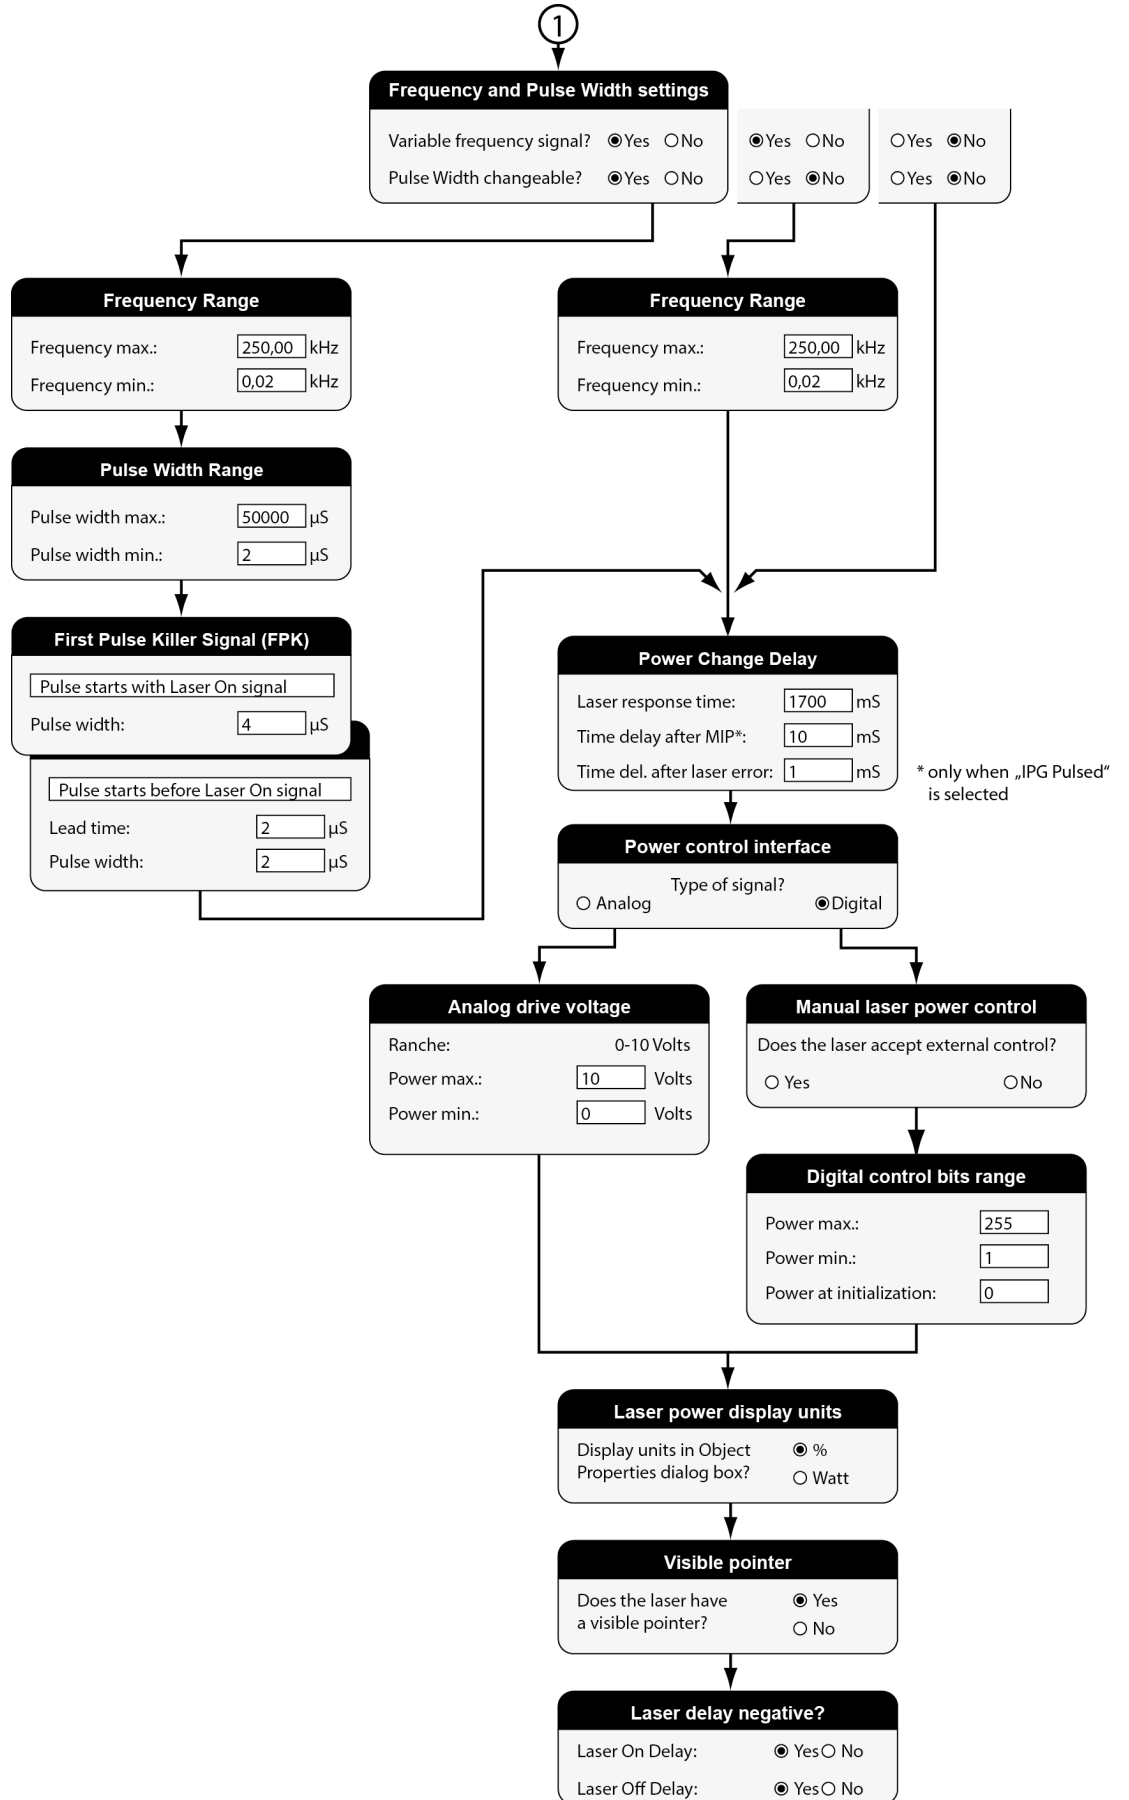 1
Frequency and Pulse Width settings
Variable frequency signal? Yes No
Pulse Width changeable? Yes No
Yes No
Yes No
Yes No
Yes No
Frequency Range
Frequency max.: 250,00 kHz
Frequency min.: 0,02 kHz
Frequency Range
Frequency max.: 250,00 kHz
Frequency min.: 0,02 kHz
Pulse Width Range
Pulse width max.: 50000 µS
Pulse width min.: 2 µS
First Pulse Killer Signal (FPK)
Pulse starts with Laser On signal
Pulse width: 4 µS
Pulse starts before Laser On signal
Lead time: 2 µS
Pulse width: 2 µS
Power Change Delay
Laser response time: 1700 mS
Time delay after MIP*: 10 mS
Time del. after laser error: 1 mS
* only when „IPG Pulsed“
is selected
Power control interface
Type of signal?
Analog Digital
Analog drive voltage
Ranche: 0-10 Volts
Power max.: 10 Volts
Power min.: 0 Volts
Manual laser power control
Does the laser accept external control?
Yes No
Digital control bits range
Power max.: 255
Power min.: 1
Power at initialization: 0
Laser power display units
Display units in Object %
Properties dialog box? Watt
Visible pointer
Does the laser have Yes
a visible pointer? No
Laser delay negative?
Laser On Delay: Yes No
Laser Off Delay: Yes No